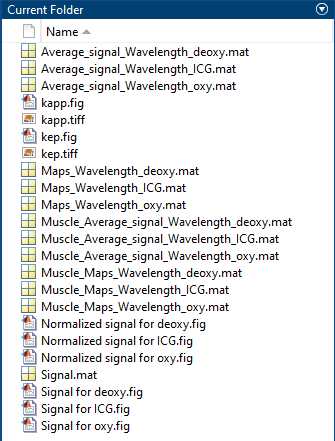 Current Folder
Name
Average_signal_Wavelength_deoxy.mat
Average_signal_Wavelength_ICG.mat
Average_signal_Wavelength_oxy.mat
kapp.fig
kapp.tiff
kep.fig
kep.tiff
Maps_Wavelength_deoxy.mat
Maps_Wavelength_ICG.mat
Maps_Wavelength_oxy.mat
Muscle_Average_signal_Wavelength_deoxy.mat
Muscle_Average_signal_Wavelength_ICG.mat
Muscle_Average_signal_Wavelength_oxy.mat
Muscle_Maps_Wavelength_deoxy.mat
Muscle_Maps_Wavelength_ICG.mat
Muscle_Maps_Wavelength_oxy.mat
Normalized signal for deoxy.fig
Normalized signal for ICG.fig
Normalized signal for oxy.fig
Signal.mat
Signal for deoxy.fig
Signal for ICG.fig
Signal for oxy.fig